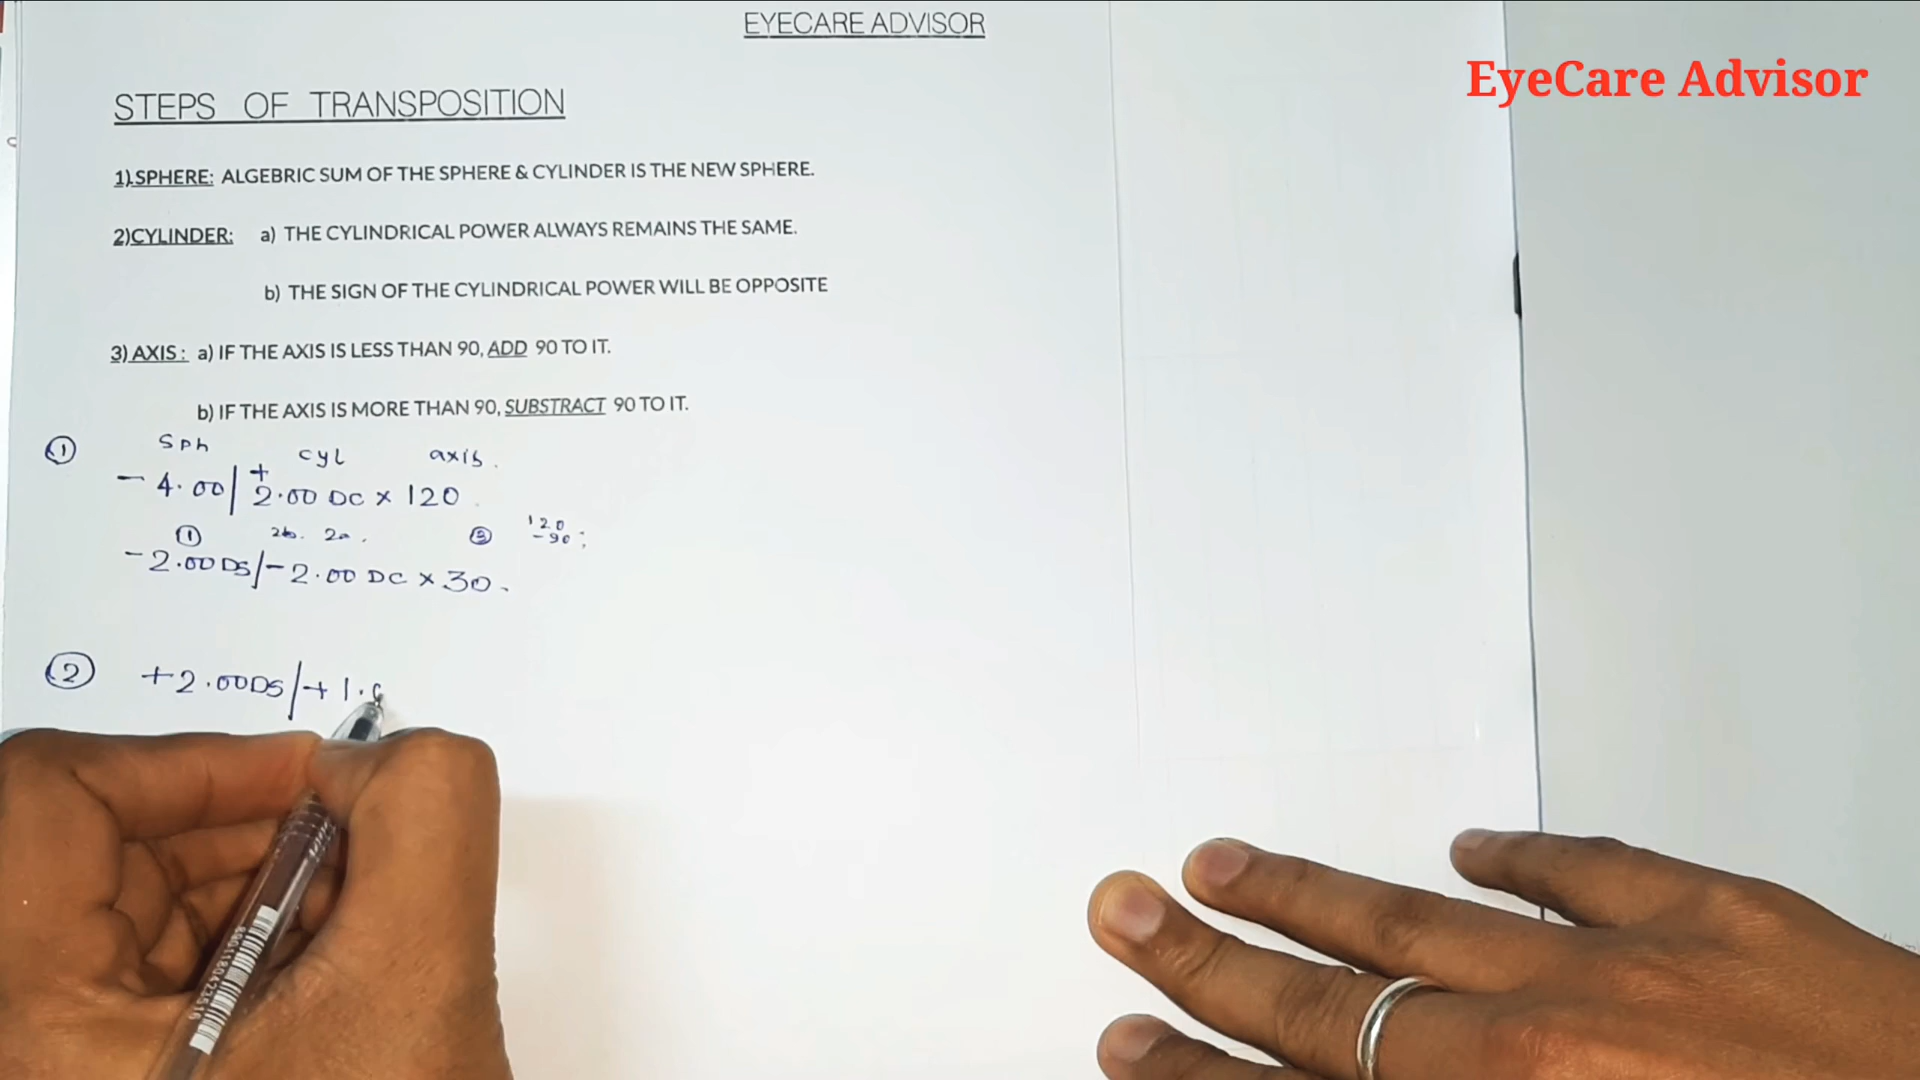 EYECARE ADVISOR
EyeCare Advisor
STEPS OF TRANSPOSITION
1).SPHERE: ALGEBRIC SUM OF THE SPHERE & CYLINDER IS THE NEW SPHERE.
2)CYLINDER: a) THE CYLINDRICAL POWER ALWAYS REMAINS THE SAME.
b) THE SIGN OF THE CYLINDRICAL POWER WILL BE OPPOSITE
3) AXIS: a) IF THE AXIS IS LESS THAN 90, ADD 90 TO IT.
b) IF THE AXIS IS MORE THAN 90, SUBSTRACT 90 TO IT.
① Sph cyl axis.
- 4.00 | + 2.00 DC × 120
① 2b. 2a. ③ 120
- 90
-2.00 DS / -2.00 DC × 30.
② +2.00DS / + 1.
8901180423516